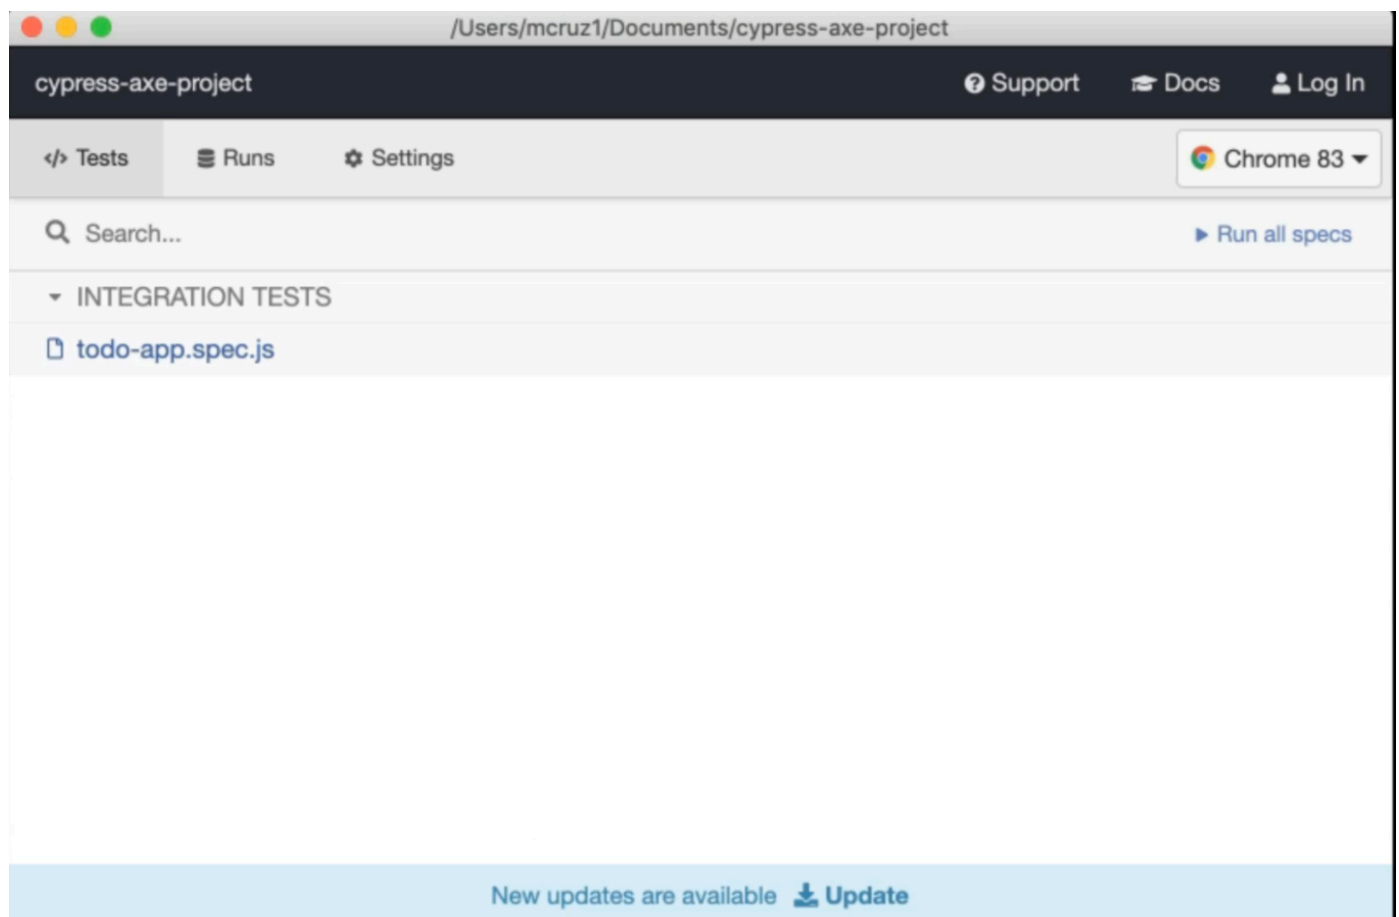 /Users/mcruz1/Documents/cypress-axe-project
cypress-axe-project Support Docs Log In
</> Tests Runs Settings Chrome 83
Search... Run all specs
INTEGRATION TESTS
todo-app.spec.js
New updates are available Update